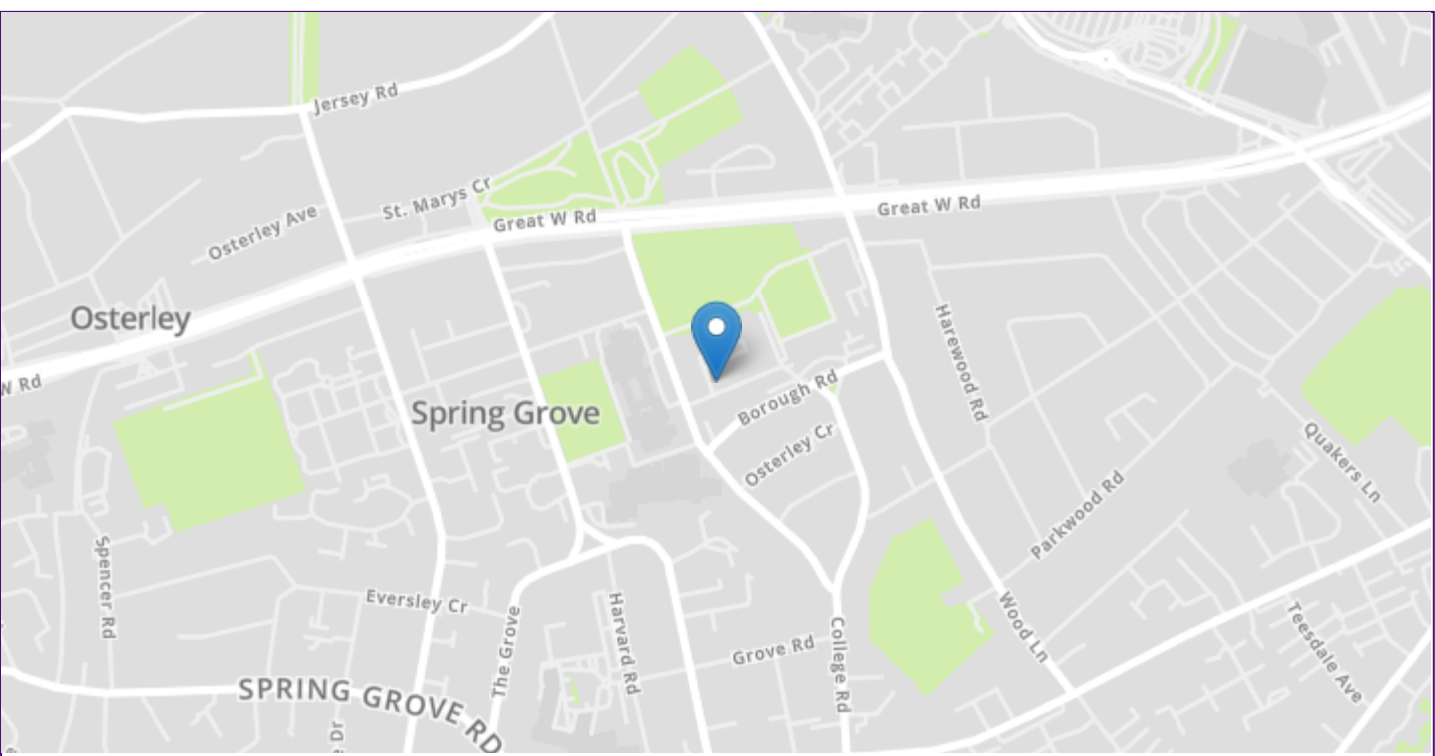 Jersey Rd
St. Marys Cr
Osterley Ave
Great W Rd
Great W Rd
Osterley
W Rd
Harewood Rd
Borough Rd
Spring Grove
Osterley Cr
Quakers Ln
Parkwood Rd
Spencer Rd
Eversley Cr
The Grove
Harvard Rd
Grove Rd
College Rd
Wood Ln
Teesdale Ave
SPRING GROVE RD
e Dr